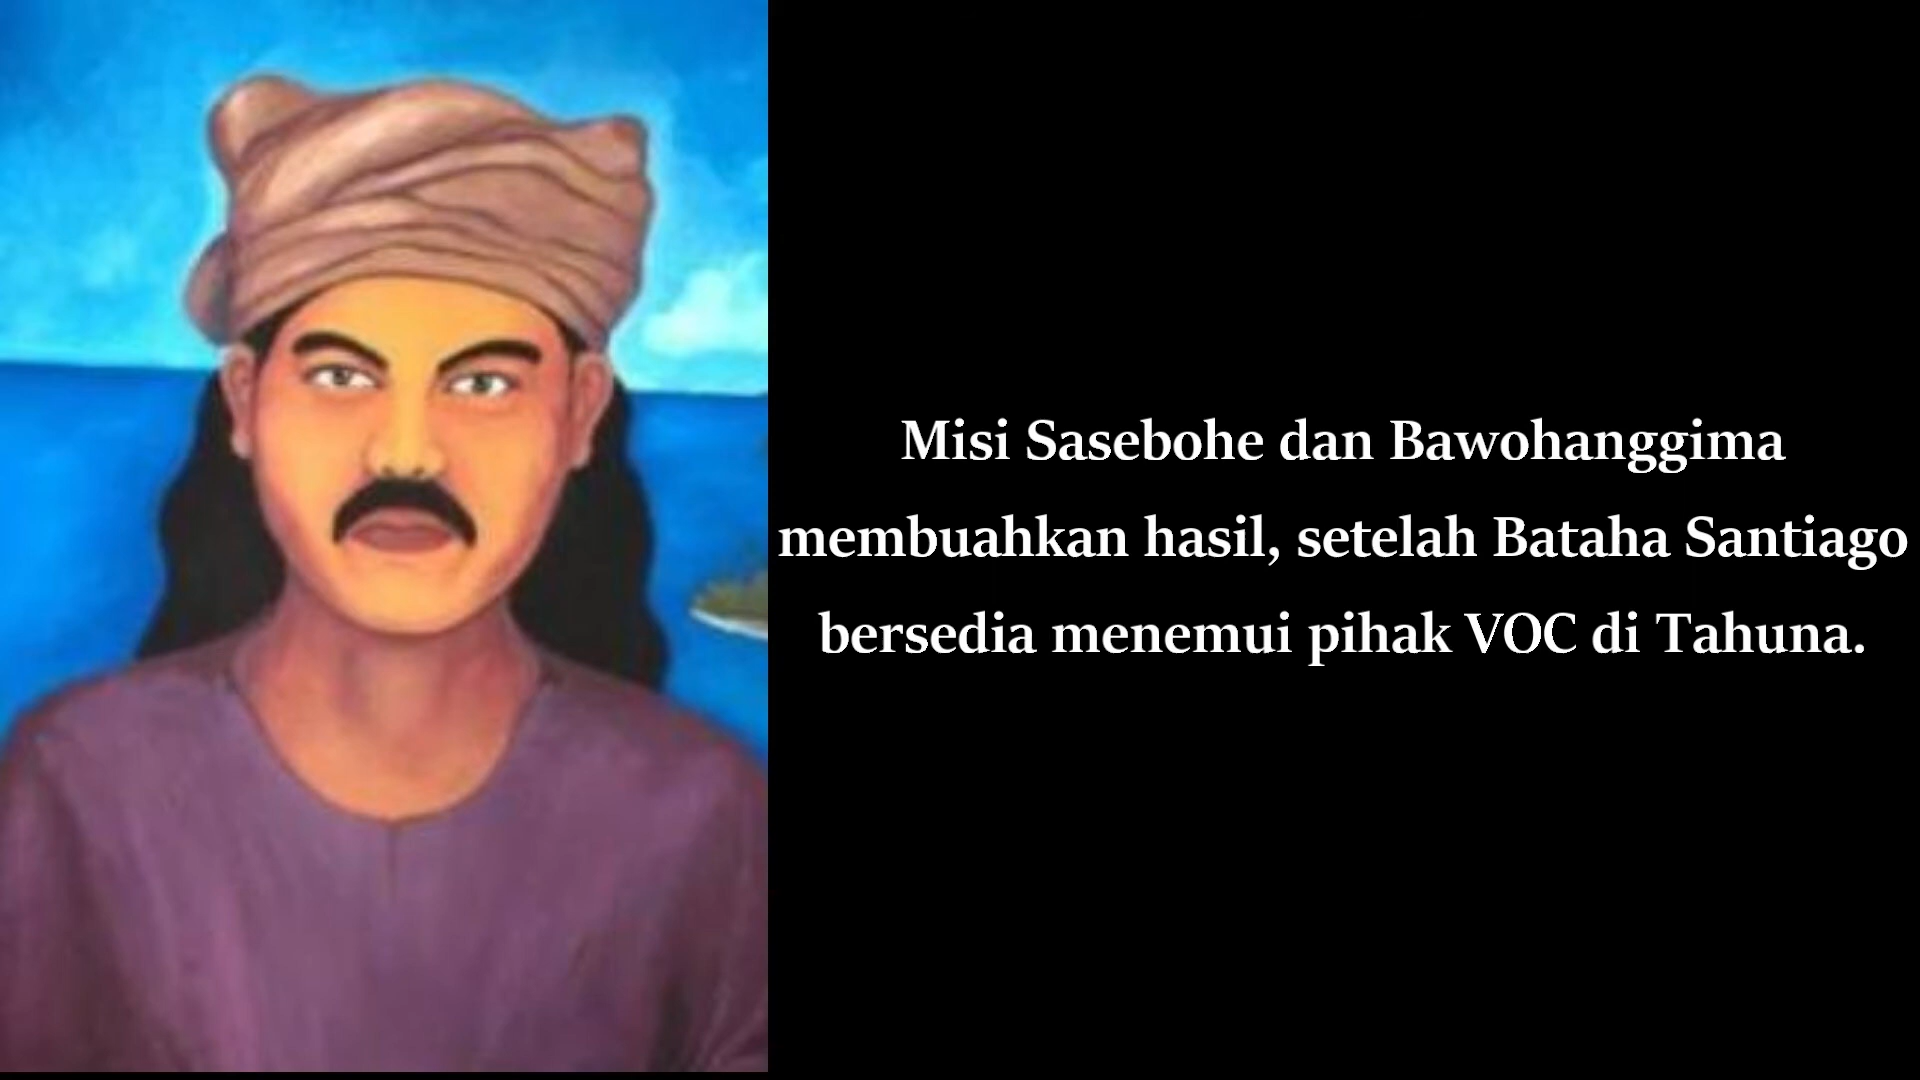 Misi Sasebohe dan Bawohanggima
membuahkan hasil, setelah Bataha Santiago
bersedia menemui pihak VOC di Tahuna.